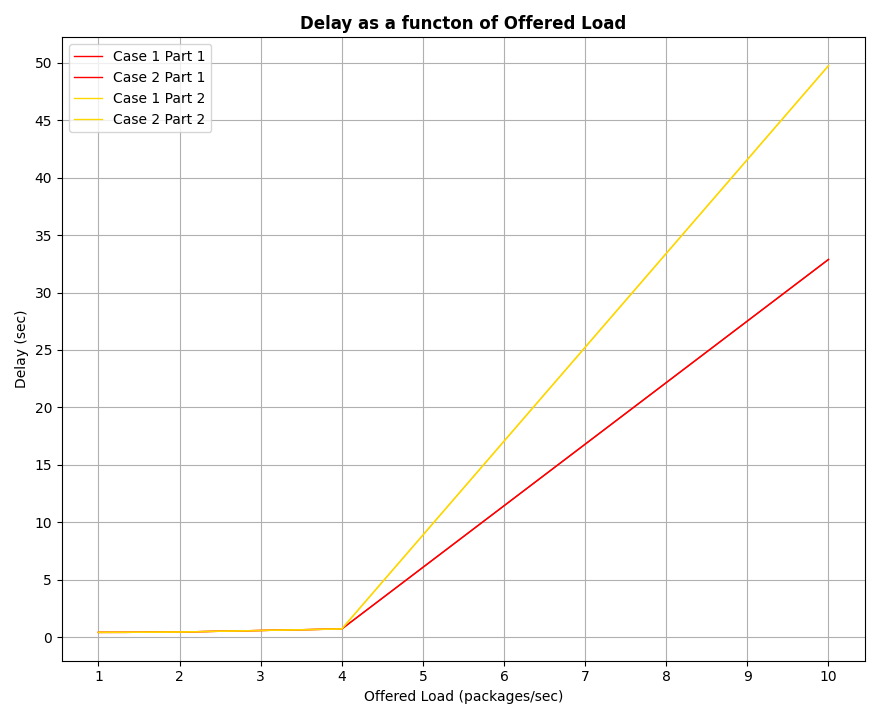 Delay as a functon of Offered Load
Case 1 Part 1
Case 2 Part 1
Case 1 Part 2
Case 2 Part 2
50
45
40
35
30
25
20
15
10
5
0
Delay (sec)
1 2 3 4 5 6 7 8 9 10
Offered Load (packages/sec)